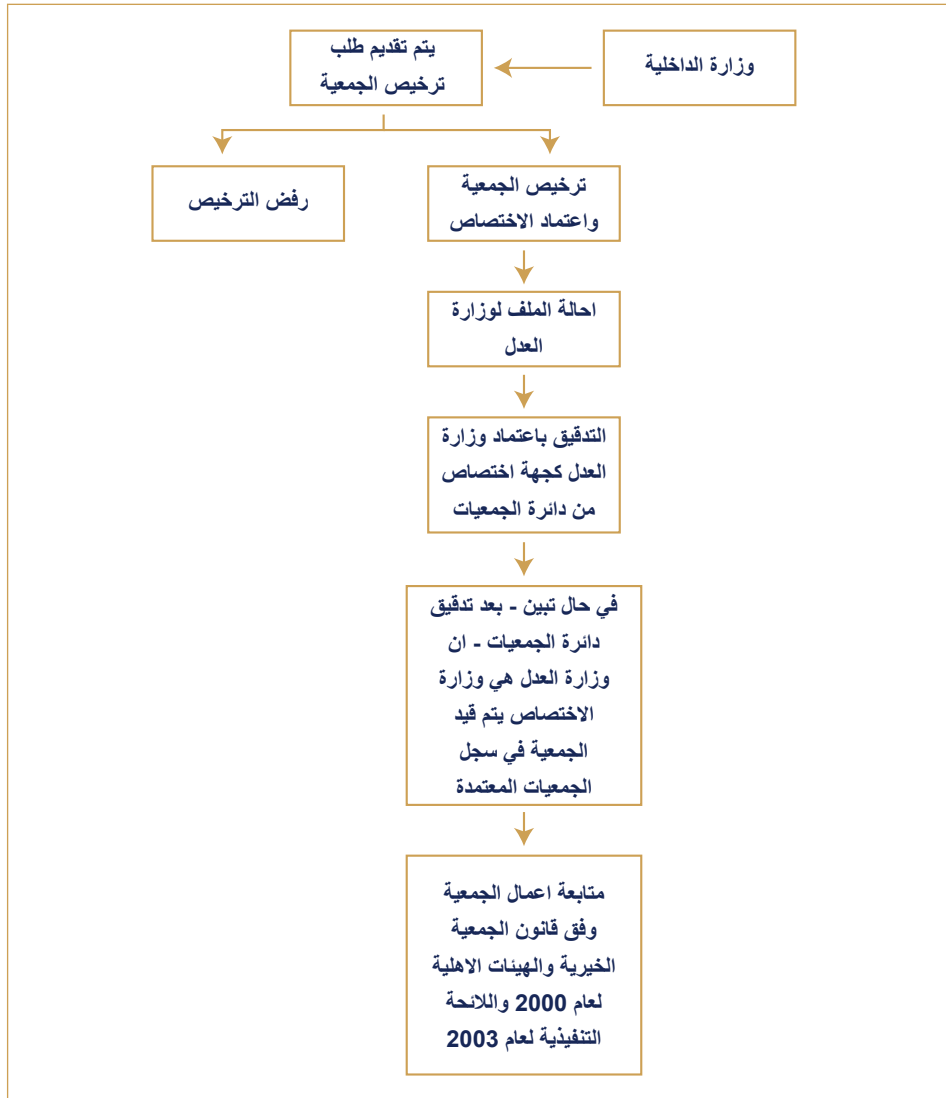 وزارة الداخلية
يتم تقديم طلب
ترخيص الجمعية
ترخيص الجمعية
واعتماد الاختصاص
رفض الترخيص
احالة الملف لوزارة
العدل
التدقيق باعتماد وزارة
العدل كجهة اختصاص
من دائرة الجمعيات
في حال تبين - بعد تدقيق
دائرة الجمعيات - ان
وزارة العدل هي وزارة
الاختصاص يتم قيد
الجمعية في سجل
الجمعيات المعتمدة
متابعة اعمال الجمعية
وفق قانون الجمعية
الخيرية والهيئات الاهلية
لعام 2000 واللائحة
التنفيذية لعام 2003